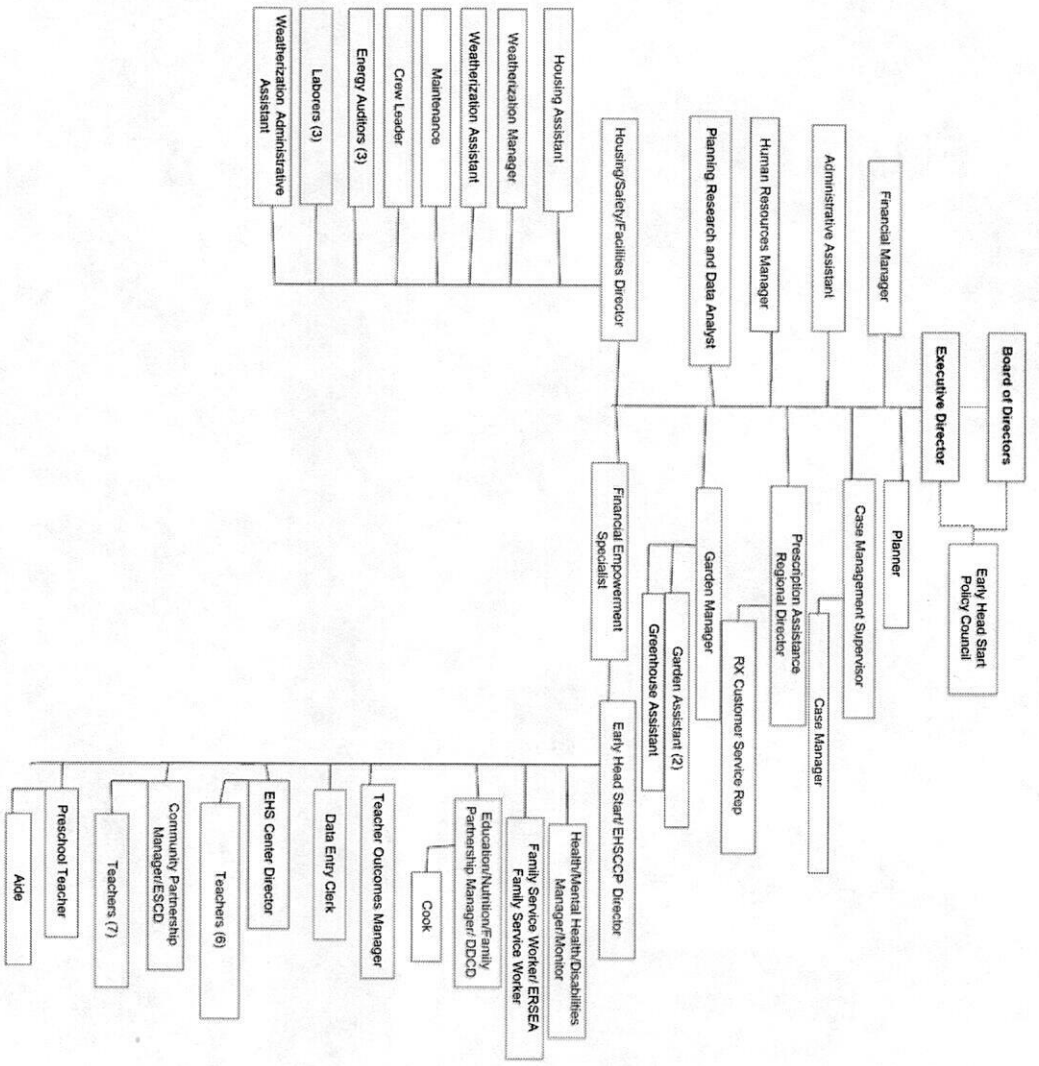 Board of Directors
Executive Director
Early Head Start
Policy Council
Financial Manager
Planner
Administrative Assistant
Case Management Supervisor
Case Manager
Human Resources Manager
Prescription Assistance
Regional Director
RX Customer Service Rep
Planning Research and Data Analyst
Garden Manager
Garden Assistant (2)
Greenhouse Assistant
Housing/Safety/Facilities Director
Financial Empowerment
Specialist
Early Head Start/ EHSCCP Director
Housing Assistant
Weatherization Manager
Weatherization Assistant
Maintenance
Crew Leader
Energy Auditors (3)
Laborers (3)
Weatherization Administrative
Assistant
Health/Mental Health/Disabilities
Manager/Monitor
Family Service Worker/ ERSEA
Family Service Worker
Education/Nutrition/Family
Partnership Manager/ DDCD
Cook
Teacher Outcomes Manager
Data Entry Clerk
EHS Center Director
Teachers (6)
Community Partnership
Manager/ESCD
Teachers (7)
Preschool Teacher
Aide